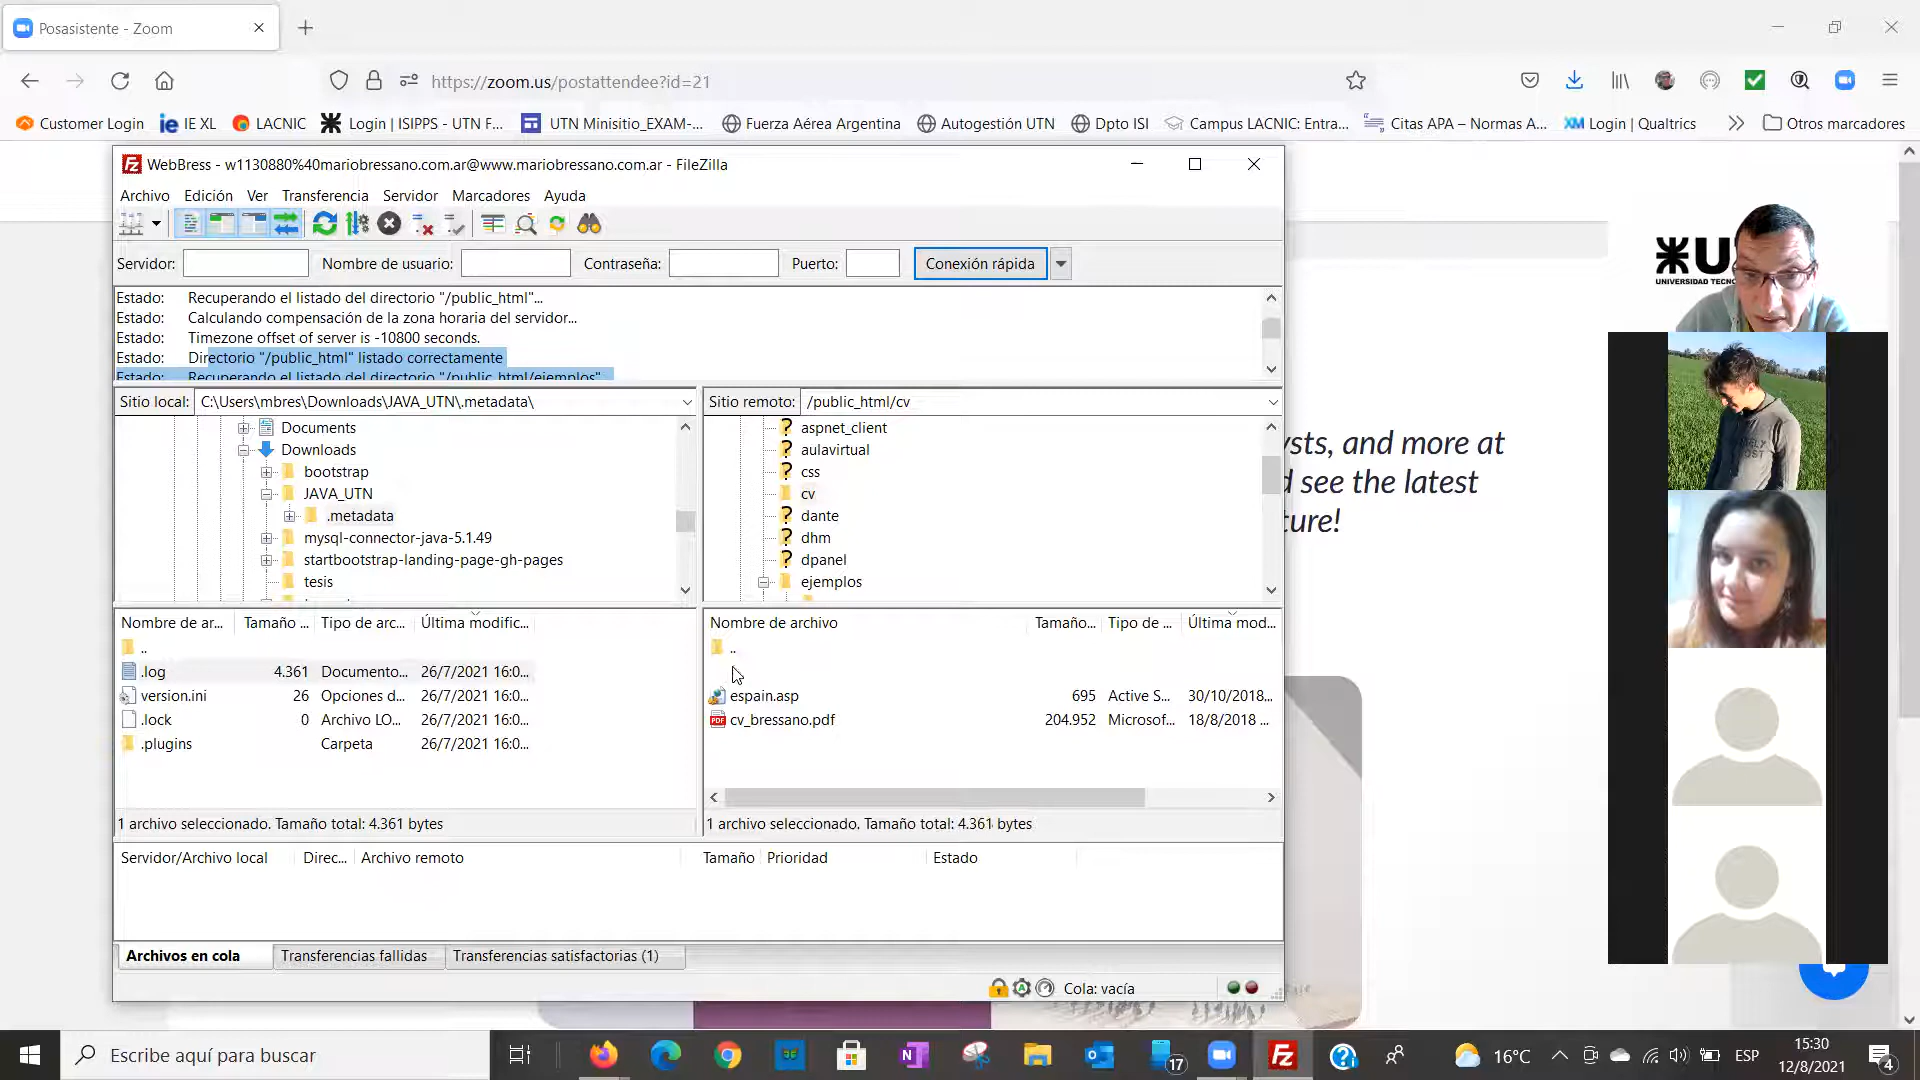 Posasistente - Zoom
https://zoom.us/postattendee?id=21
Customer Login
IE XL
LACNIC
Login | ISIPPS - UTN F...
UTN Minisitio_EXAM-...
Fuerza Aérea Argentina
Autogestión UTN
Dpto ISI
Campus LACNIC: Entra...
Citas APA – Normas A...
XM Login | Qualtrics
Otros marcadores
WebBress - w1130880%40mariobressano.com.ar@www.mariobressano.com.ar - FileZilla
Archivo Edición Ver Transferencia Servidor Marcadores Ayuda
Servidor: Nombre de usuario: Contraseña: Puerto: Conexión rápida
Estado: Recuperando el listado del directorio "/public_html"...
Estado: Calculando compensación de la zona horaria del servidor...
Estado: Timezone offset of server is -10800 seconds.
Estado: Directorio "/public_html" listado correctamente
Estado: Recuperando el listado del directorio "/public_html/ejemplos"...
Sitio local: C:\Users\mbres\Downloads\JAVA_UTN\.metadata\
Documents
Downloads
bootstrap
JAVA_UTN
.metadata
mysql-connector-java-5.1.49
startbootstrap-landing-page-gh-pages
tesis
Sitio remoto: /public_html/cv
aspnet_client
aulavirtual
css
cv
dante
dhm
dpanel
ejemplos
Nombre de ar... Tamaño ... Tipo de arc... Última modific...
..
.log 4.361 Documento... 26/7/2021 16:0...
version.ini 26 Opciones d... 26/7/2021 16:0...
.lock 0 Archivo LO... 26/7/2021 16:0...
.plugins Carpeta 26/7/2021 16:0...
1 archivo seleccionado. Tamaño total: 4.361 bytes
Nombre de archivo Tamaño... Tipo de ... Última mod...
..
espain.asp 695 Active S... 30/10/2018...
cv_bressano.pdf 204.952 Microsof... 18/8/2018 ...
1 archivo seleccionado. Tamaño total: 4.361 bytes
Servidor/Archivo local Direc... Archivo remoto Tamaño Prioridad Estado
Archivos en cola Transferencias fallidas Transferencias satisfactorias (1)
Cola: vacía
ysts, and more at
d see the latest
ture!
U
UNIVERSIDAD TECN
Escribe aquí para buscar
17
16°C
ESP
15:30
12/8/2021
4